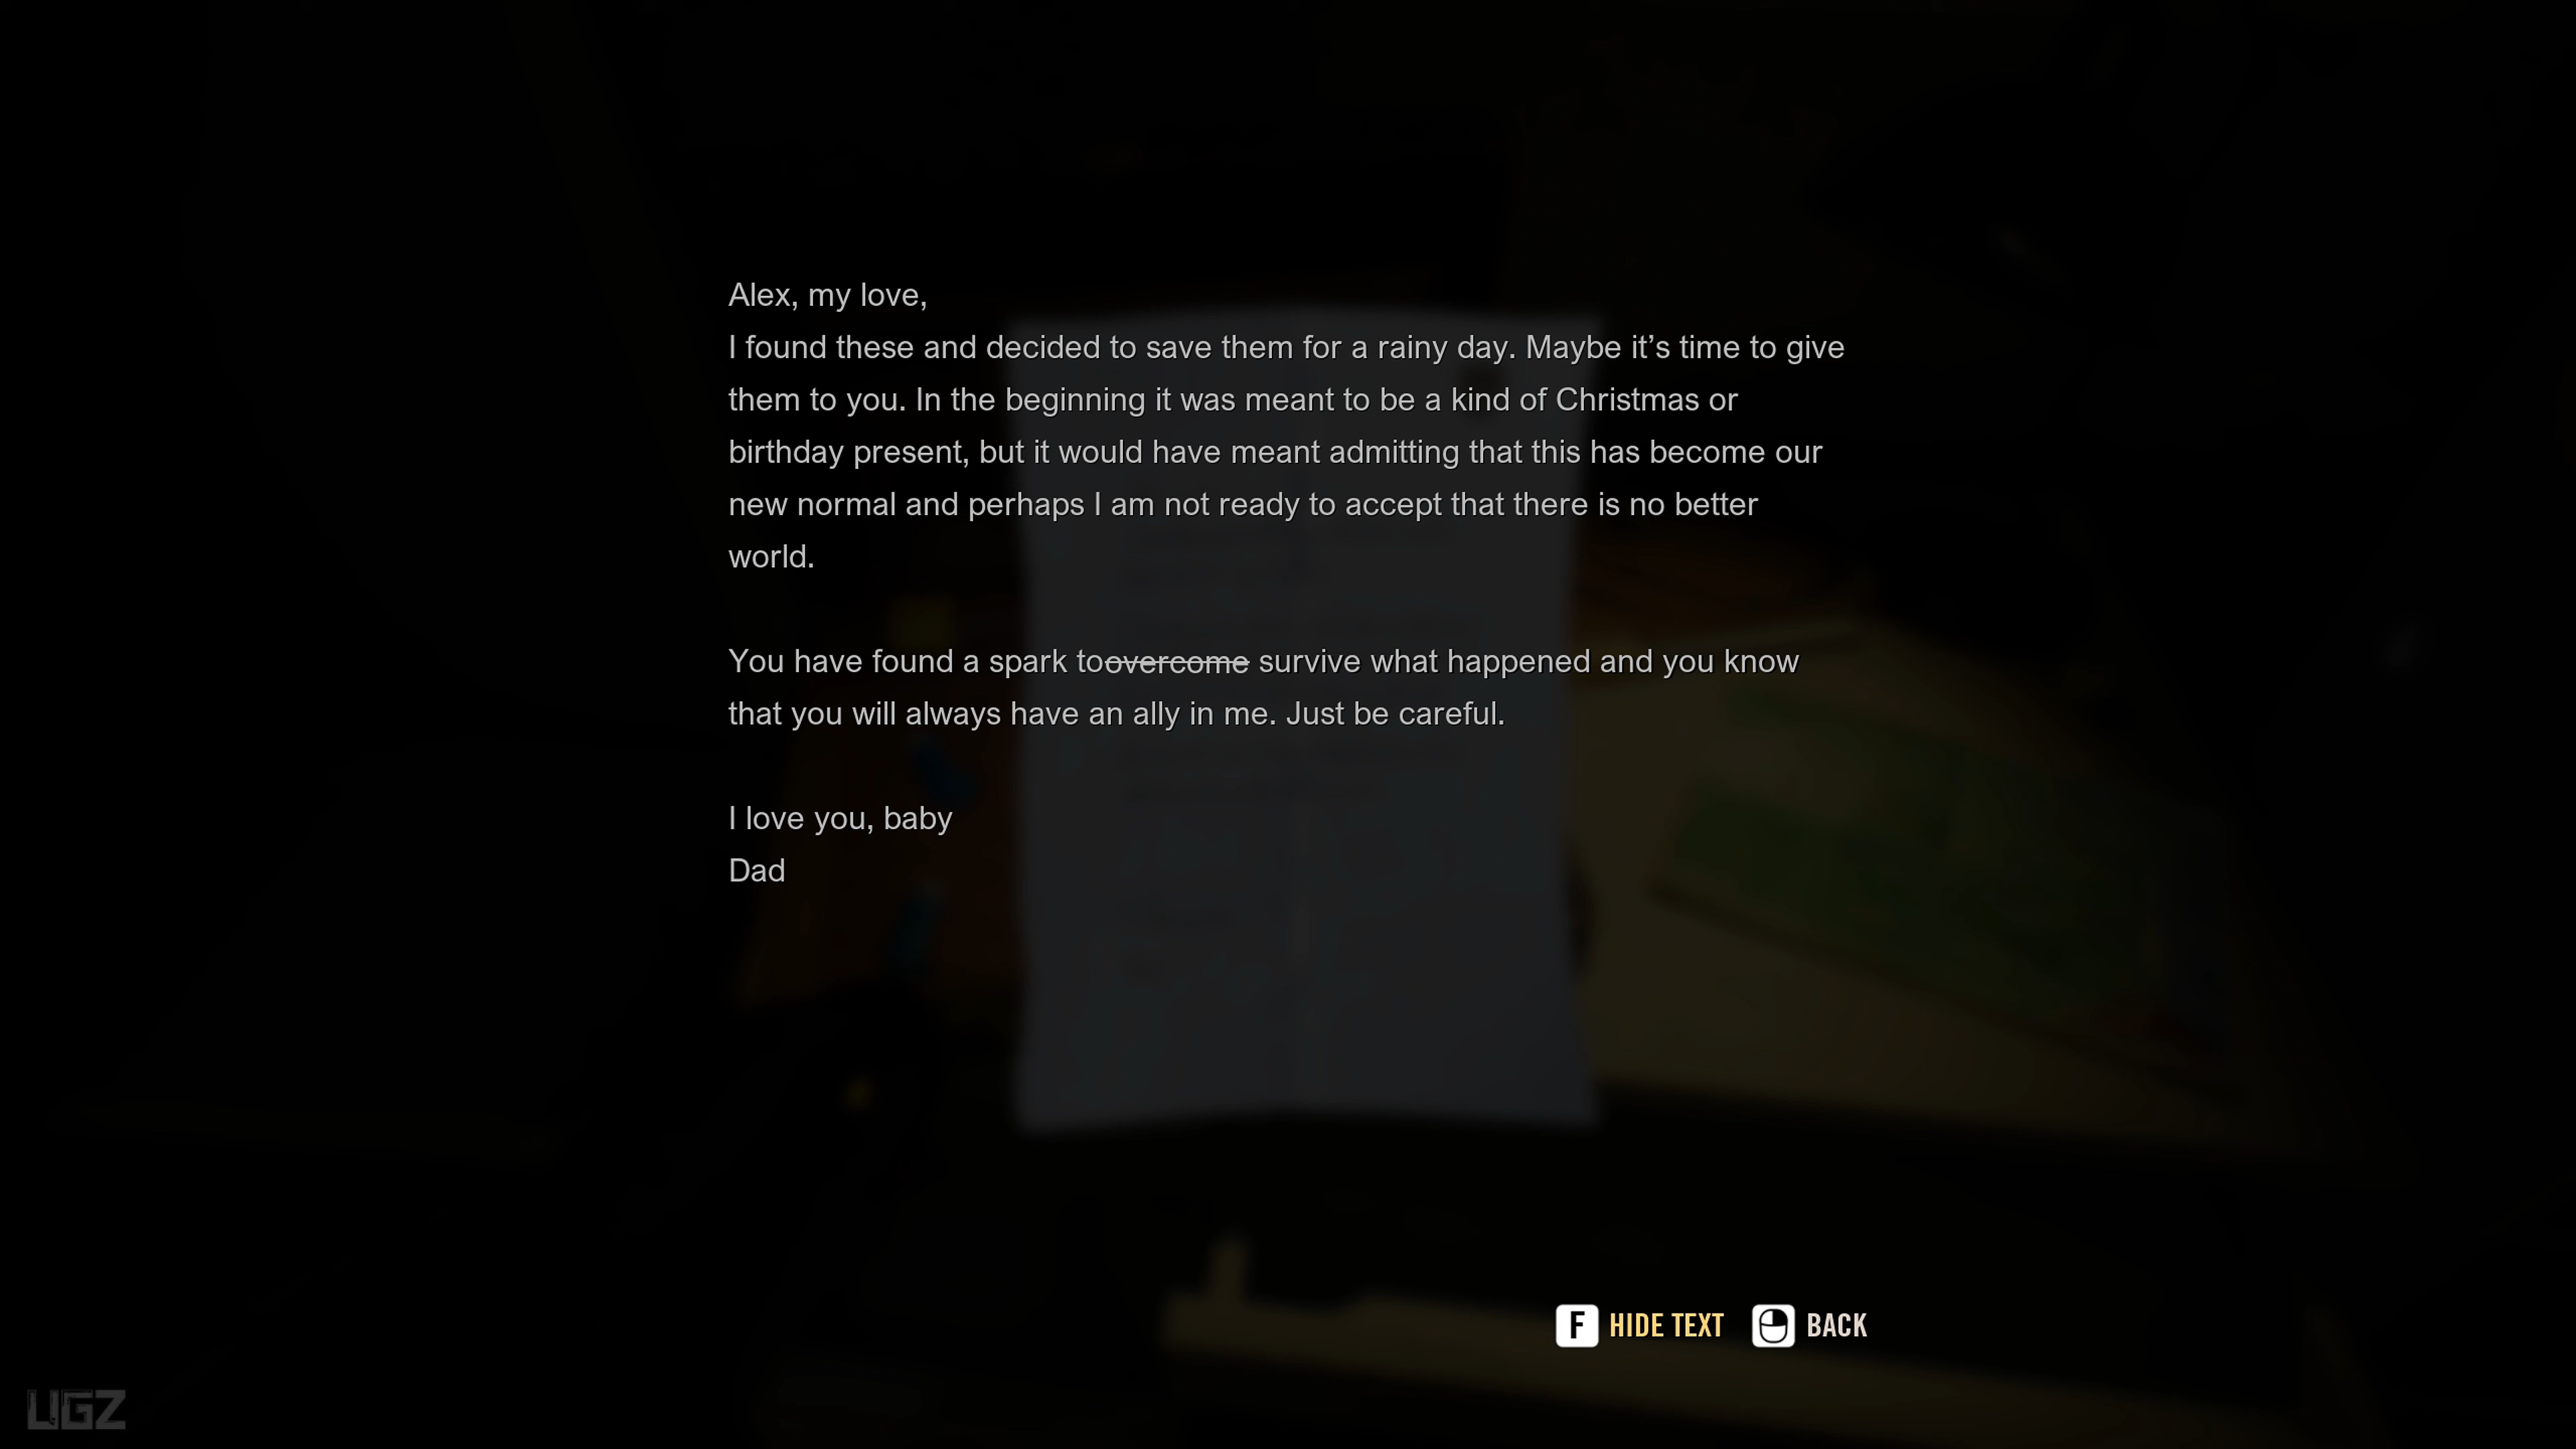 Alex, my love,
I found these and decided to save them for a rainy day. Maybe it’s time to give
them to you. In the beginning it was meant to be a kind of Christmas or
birthday present, but it would have meant admitting that this has become our
new normal and perhaps I am not ready to accept that there is no better
world.
You have found a spark toovercome survive what happened and you know
that you will always have an ally in me. Just be careful.
I love you, baby
Dad
F HIDE TEXT BACK
UGZ